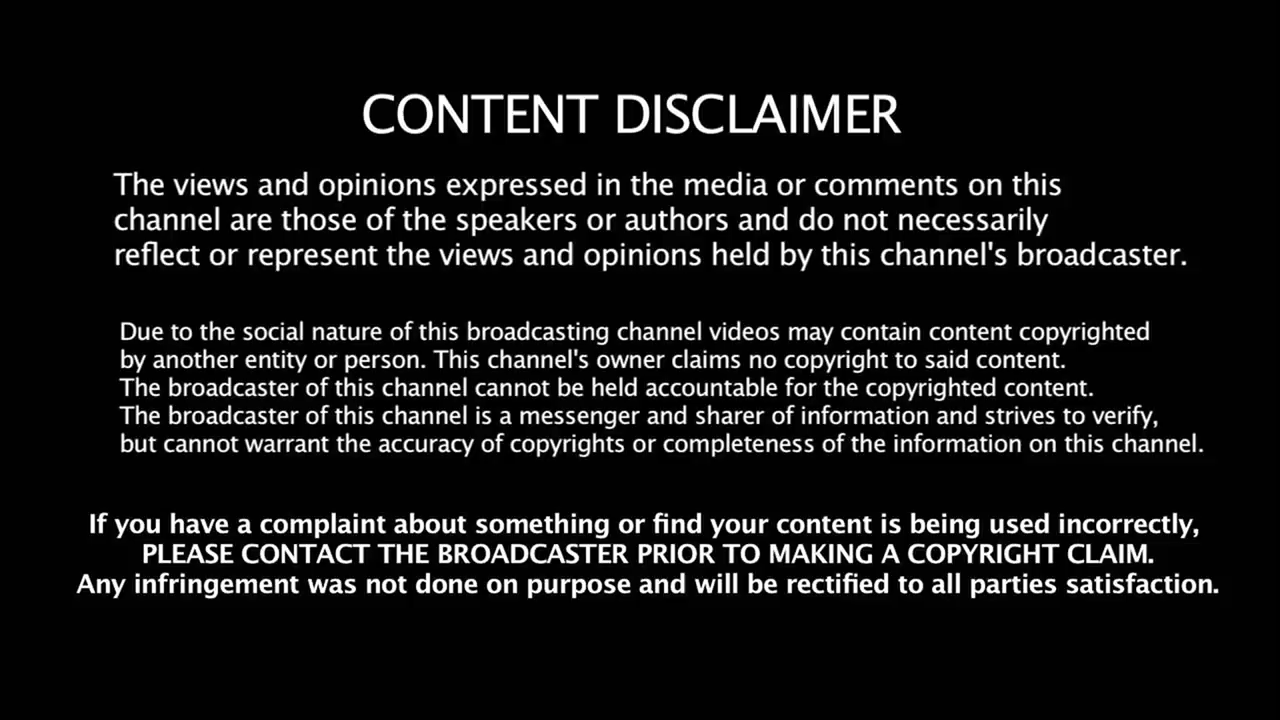 CONTENT DISCLAIMER
The views and opinions expressed in the media or comments on this
channel are those of the speakers or authors and do not necessarily
reflect or represent the views and opinions held by this channel's broadcaster.
Due to the social nature of this broadcasting channel videos may contain content copyrighted
by another entity or person. This channel's owner claims no copyright to said content.
The broadcaster of this channel cannot be held accountable for the copyrighted content.
The broadcaster of this channel is a messenger and sharer of information and strives to verify,
but cannot warrant the accuracy of copyrights or completeness of the information on this channel.
If you have a complaint about something or find your content is being used incorrectly,
PLEASE CONTACT THE BROADCASTER PRIOR TO MAKING A COPYRIGHT CLAIM.
Any infringement was not done on purpose and will be rectified to all parties satisfaction.